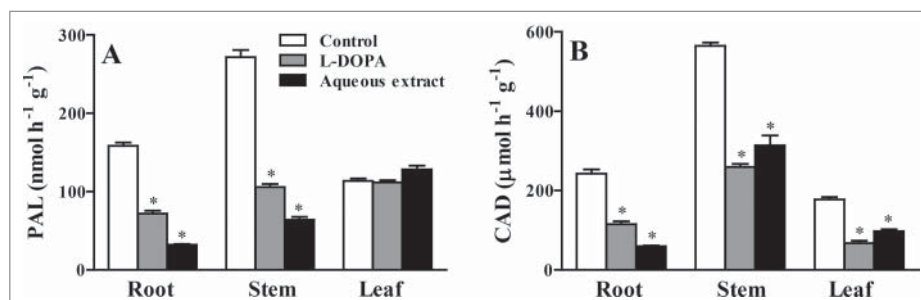 A
Control
L-DOPA
Aqueous extract
PAL (nmol h⁻¹ g⁻¹)
300
200
100
0
* * * *
Root Stem Leaf
B
CAD (μmol h⁻¹ g⁻¹)
600
400
200
0
* * * * * *
Root Stem Leaf